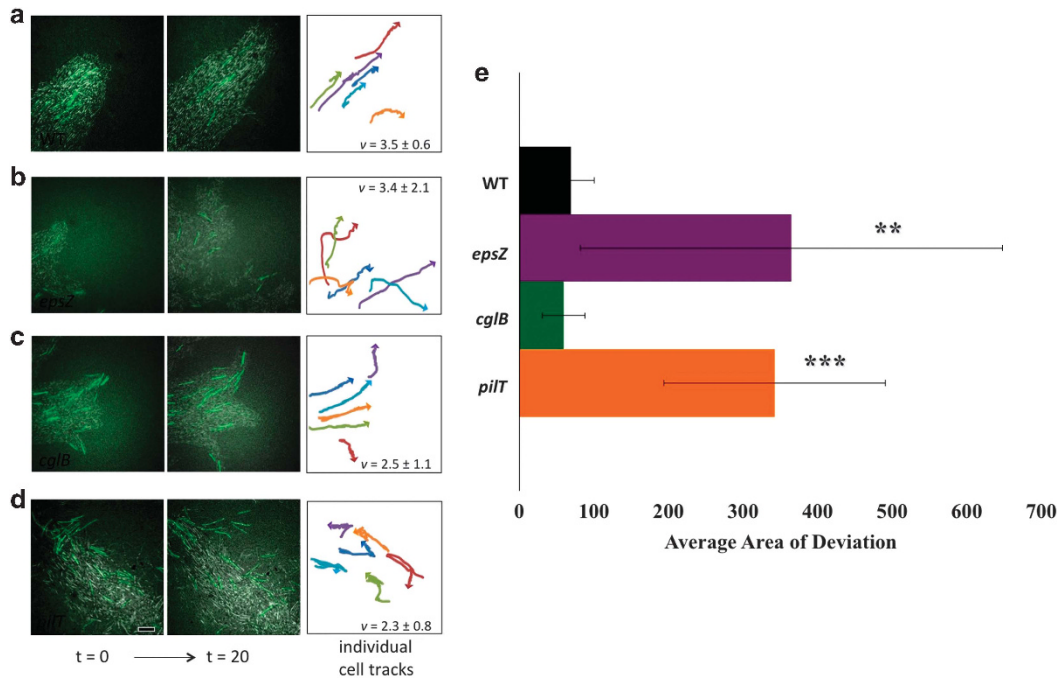 a
WT
v = 3.5 ± 0.6
b
epsZ
v = 3.4 ± 2.1
c
cglB
v = 2.5 ± 1.1
d
pilT
v = 2.3 ± 0.8
t = 0
t = 20
individual
cell tracks
e
WT
epsZ
**
cglB
pilT
***
0 100 200 300 400 500 600 700
Average Area of Deviation